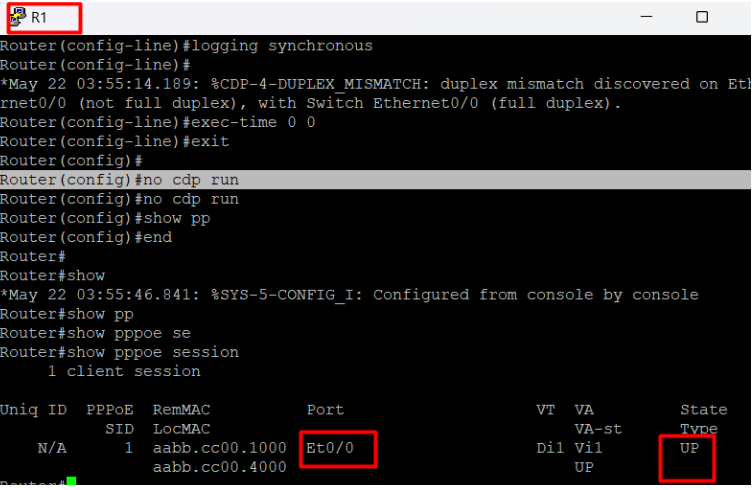 R1
Router(config-line)#logging synchronous
Router(config-line)#
*May 22 03:55:14.189: %CDP-4-DUPLEX_MISMATCH: duplex mismatch discovered on Eth
rnet0/0 (not full duplex), with Switch Ethernet0/0 (full duplex).
Router(config-line)#exec-time 0 0
Router(config-line)#exit
Router(config)#
Router(config)#no cdp run
Router(config)#no cdp run
Router(config)#show pp
Router(config)#end
Router#
Router#show
*May 22 03:55:46.841: %SYS-5-CONFIG_I: Configured from console by console
Router#show pp
Router#show pppoe se
Router#show pppoe session
     1 client session
Uniq ID  PPPoE  RemMAC          Port                    VT  VA         State
           SID  LocMAC                                      VA-st      Type
    N/A      1  aabb.cc00.1000  Et0/0                   Di1 Vi1        UP
                aabb.cc00.4000                              UP
Router#